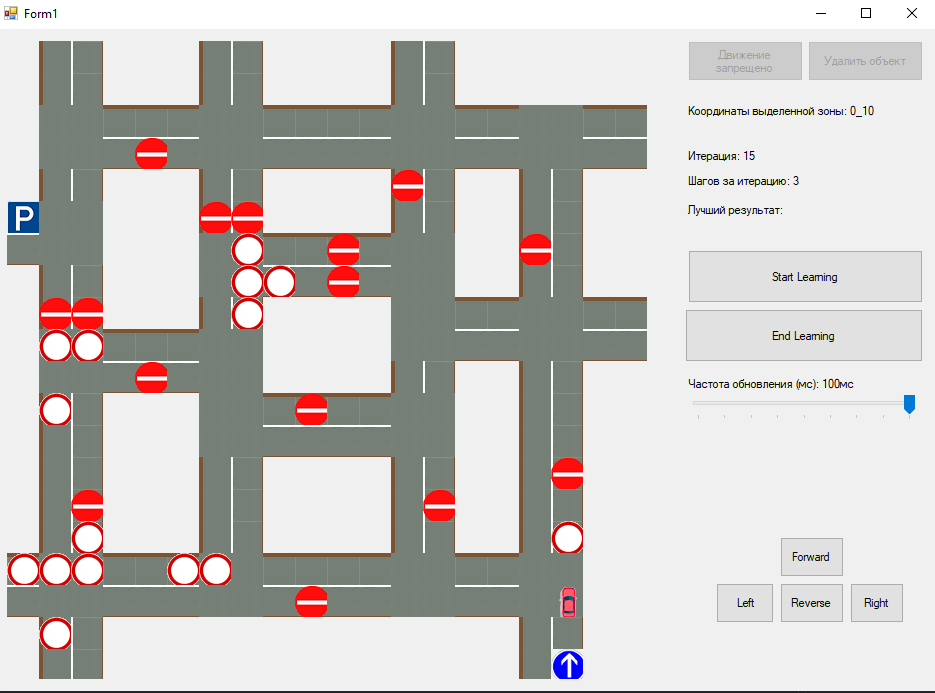 Form1
Движение
запрещено
Удалить объект
Координаты выделенной зоны: 0_10
Итерация: 15
Шагов за итерацию: 3
Лучший результат:
P
Start Learning
End Learning
Частота обновления (мс): 100мс
Forward
Left
Reverse
Right